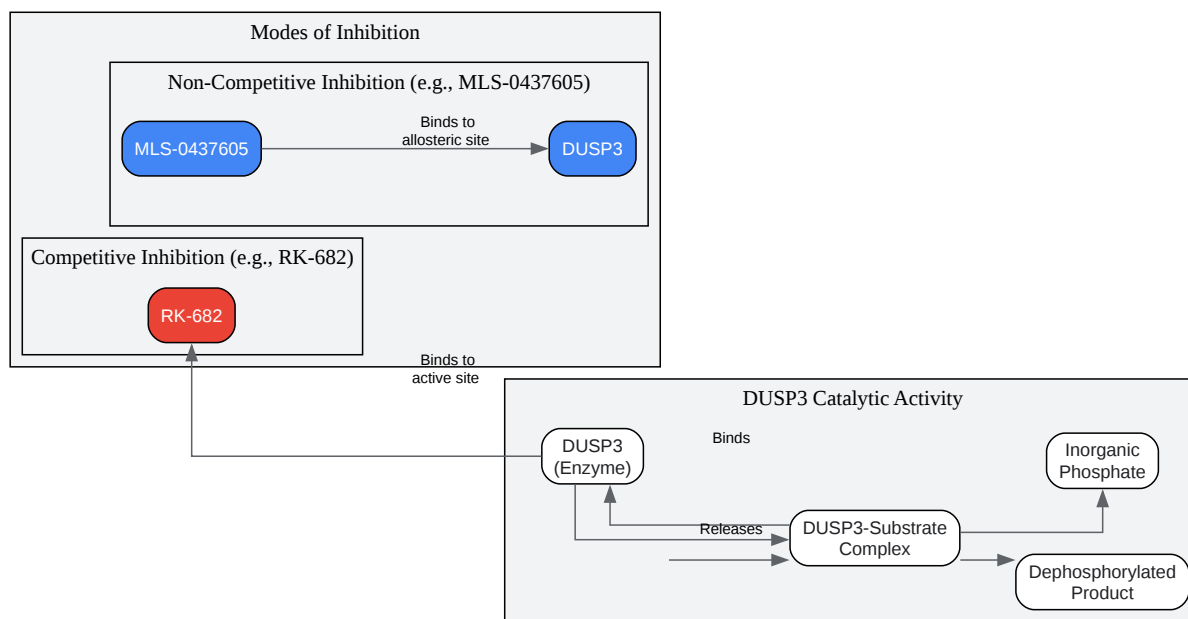 Modes of Inhibition
Non-Competitive Inhibition (e.g., MLS-0437605)
MLS-0437605
Binds to
allosteric site
DUSP3
Competitive Inhibition (e.g., RK-682)
RK-682
Binds to
active site
DUSP3 Catalytic Activity
DUSP3
(Enzyme)
Binds
Inorganic
Phosphate
Releases
DUSP3-Substrate
Complex
Dephosphorylated
Product